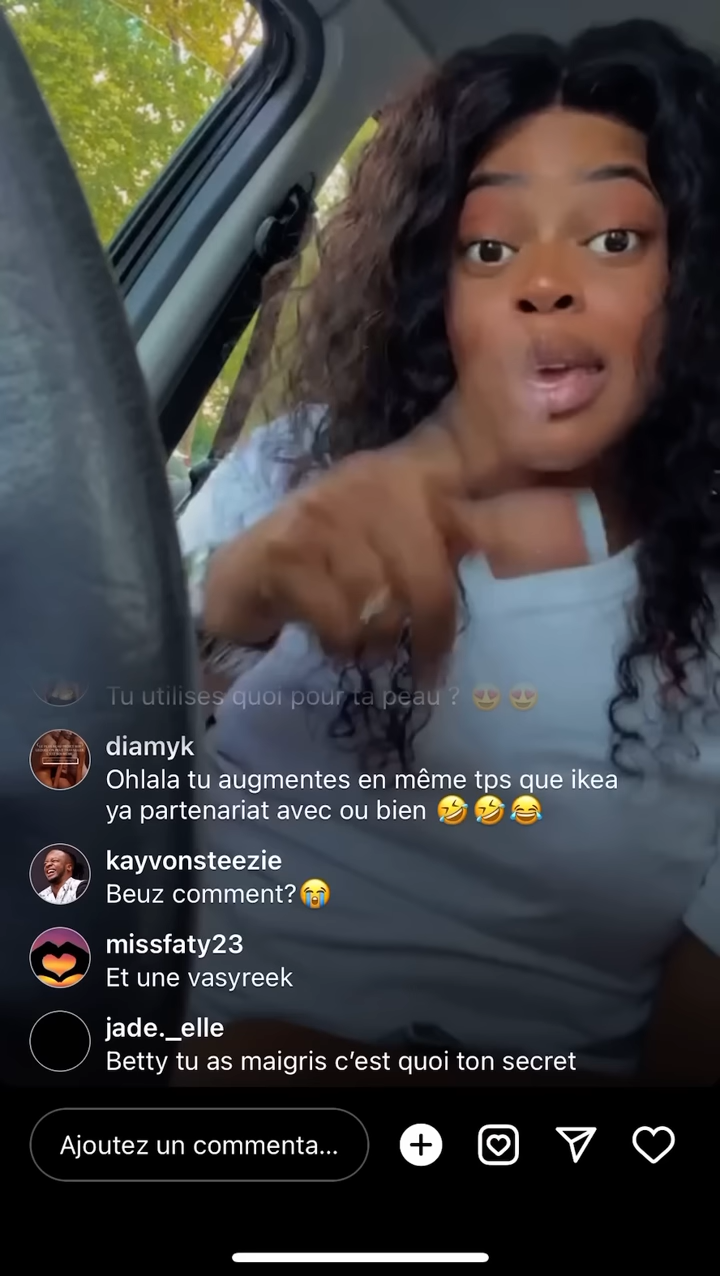 Tu utilises quoi pour ta peau ? 😍 😍
diamyk
Ohlala tu augmentes en même tps que ikea
ya partenariat avec ou bien 🤣🤣😂
kayvonsteezie
Beuz comment?😭
missfaty23
Et une vasyreek
jade._elle
Betty tu as maigris c’est quoi ton secret
Ajoutez un commenta...